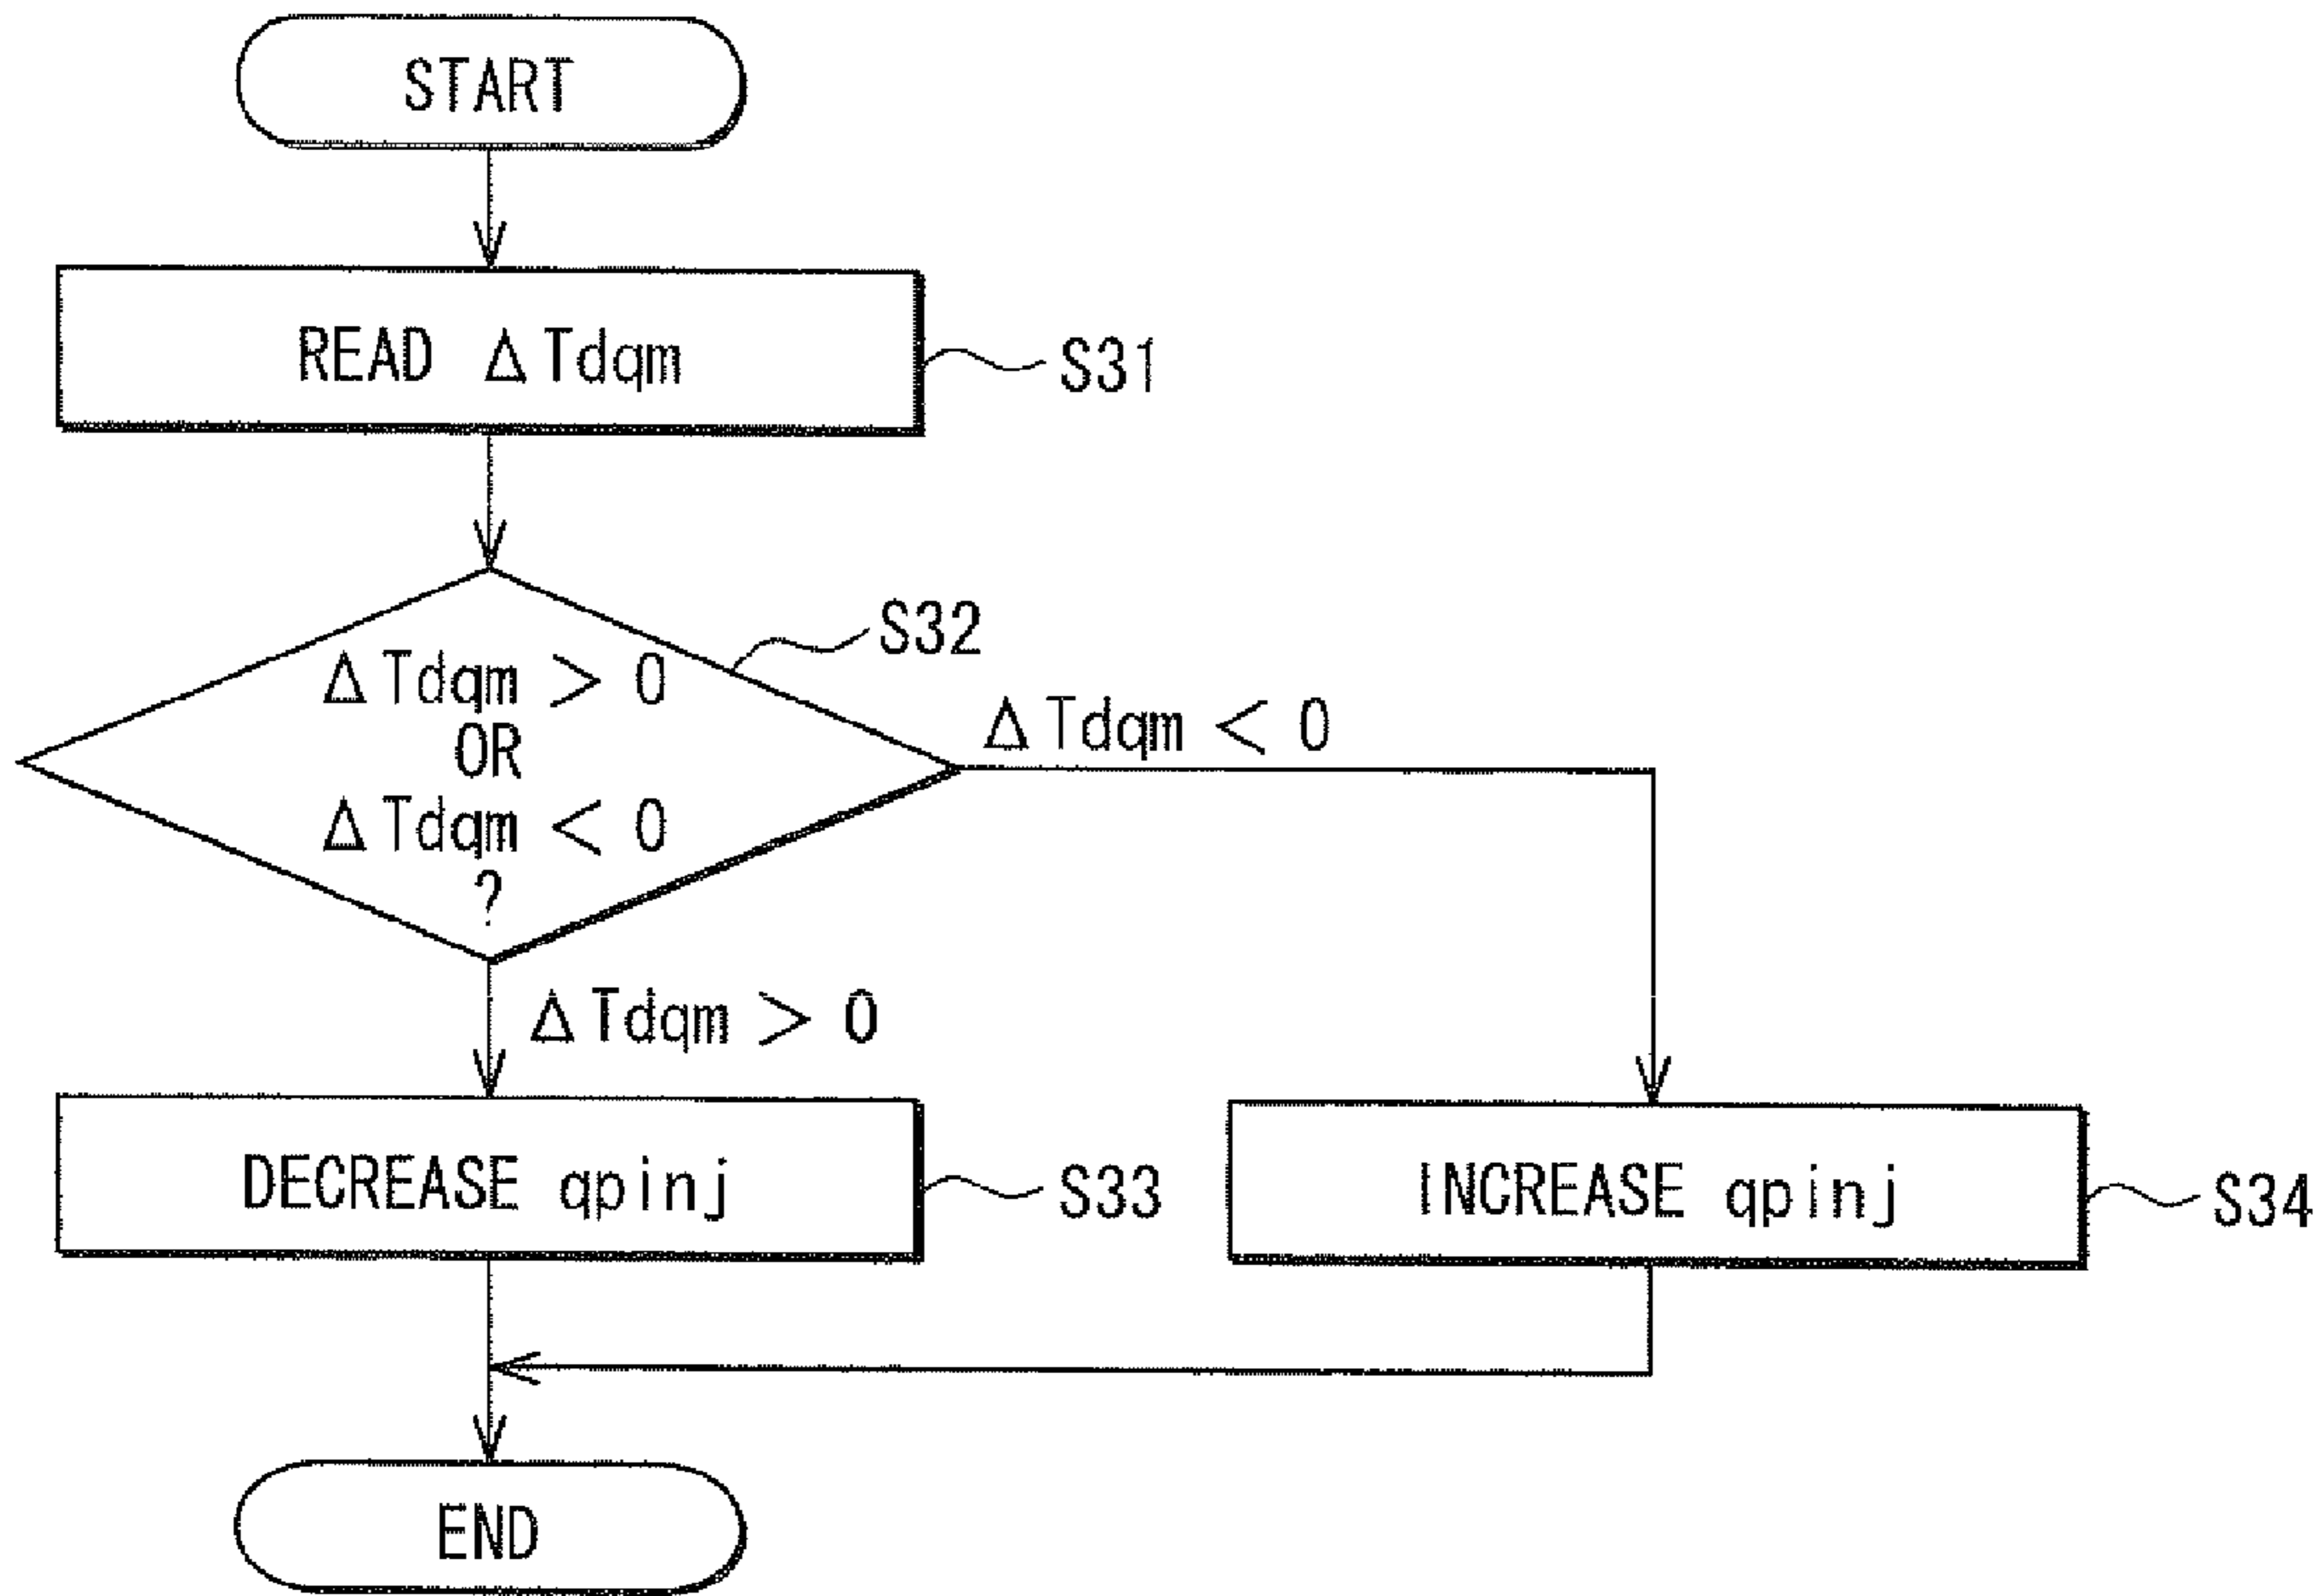 START
READ ΔTdqm
S31
S32
ΔTdqm > 0
OR
ΔTdqm < 0
?
ΔTdqm < 0
ΔTdqm > 0
DECREASE qpinj
S33
INCREASE qpinj
S34
END